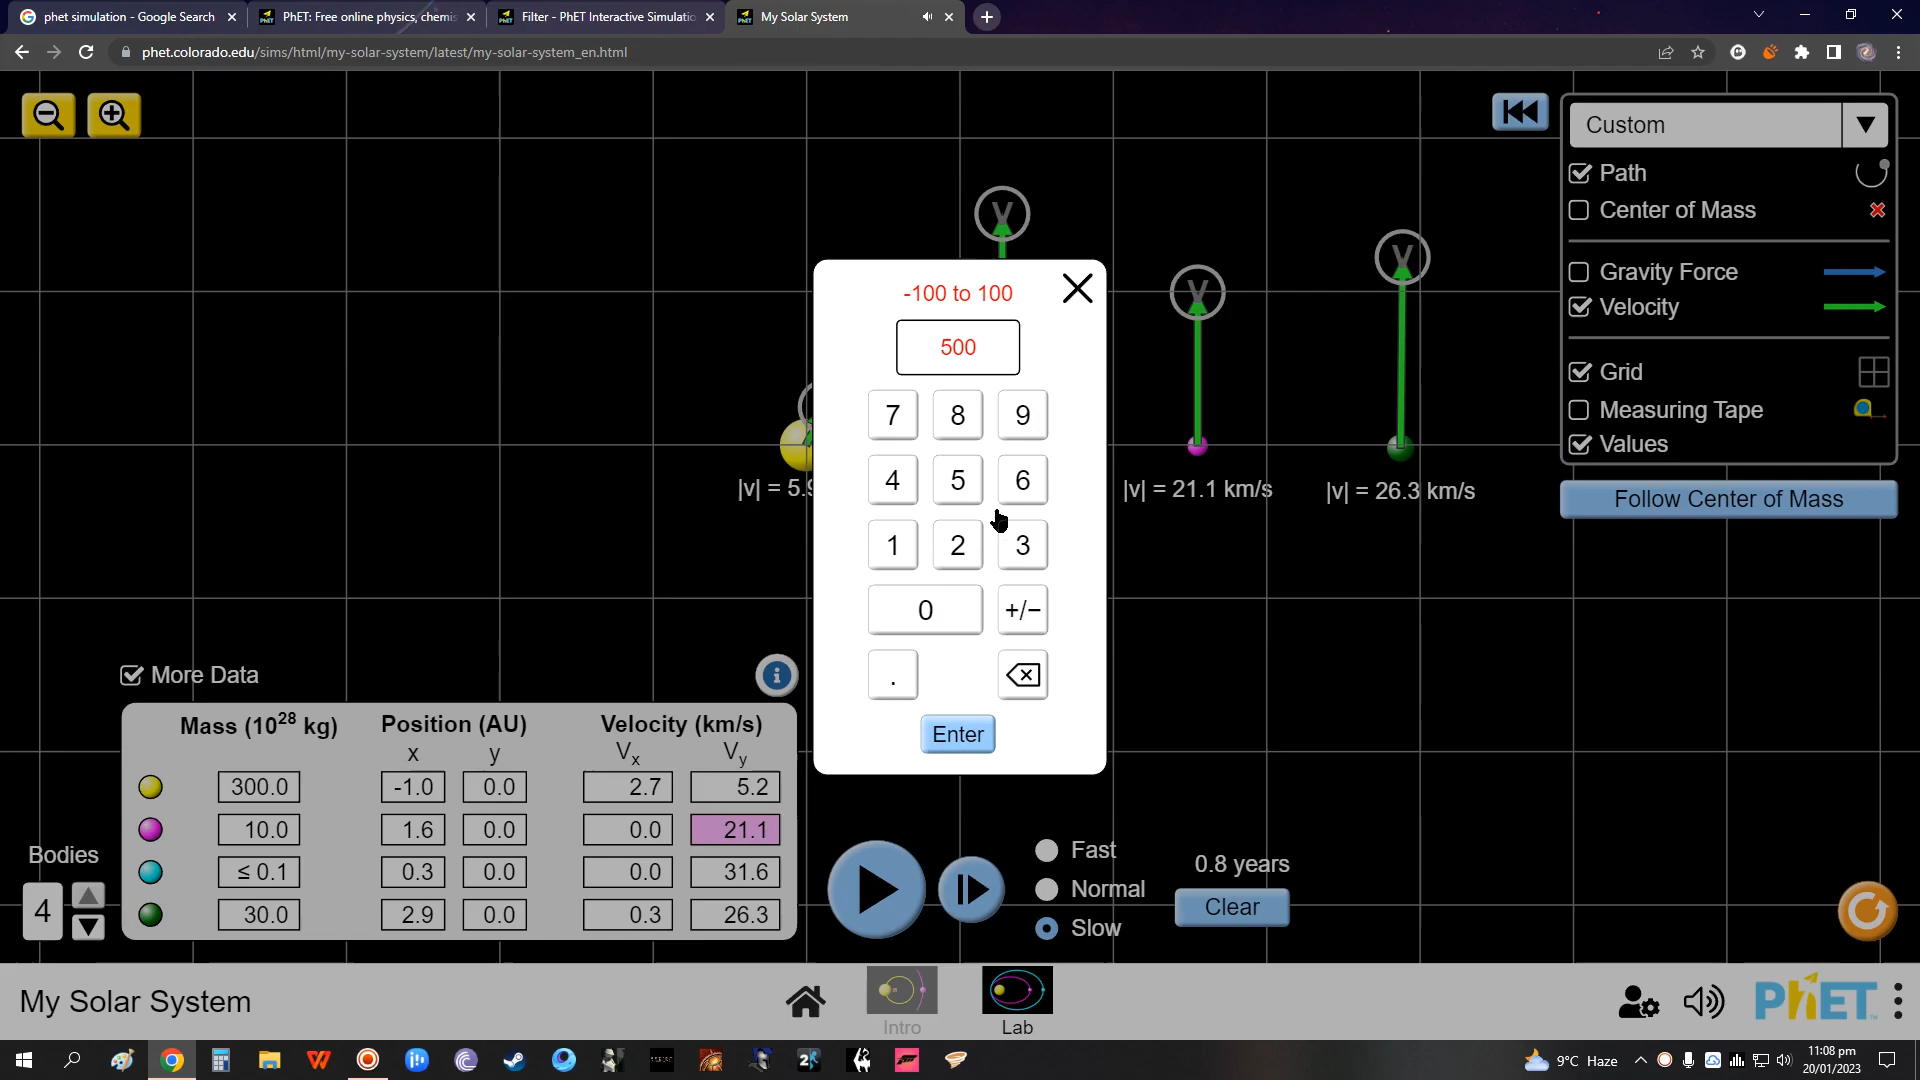 phet simulation - Google Search
PhET: Free online physics, chemis
Filter - PhET Interactive Simulatio
My Solar System
phet.colorado.edu/sims/html/my-solar-system/latest/my-solar-system_en.html
Custom
Path
Center of Mass
Gravity Force
Velocity
Grid
Measuring Tape
Values
Follow Center of Mass
V
V
V
|v| = 5.9
|v| = 21.1 km/s
|v| = 26.3 km/s
-100 to 100
500
7 8 9
4 5 6
1 2 3
0 +/−
.
Enter
More Data
Mass (10²⁸ kg) Position (AU) Velocity (km/s)
x y Vx Vy
300.0 -1.0 0.0 2.7 5.2
10.0 1.6 0.0 0.0 21.1
≤ 0.1 0.3 0.0 0.0 31.6
30.0 2.9 0.0 0.3 26.3
Bodies
4
Fast
Normal
Slow
0.8 years
Clear
My Solar System
Intro
Lab
PhET
9°C Haze
11:08 pm
20/01/2023